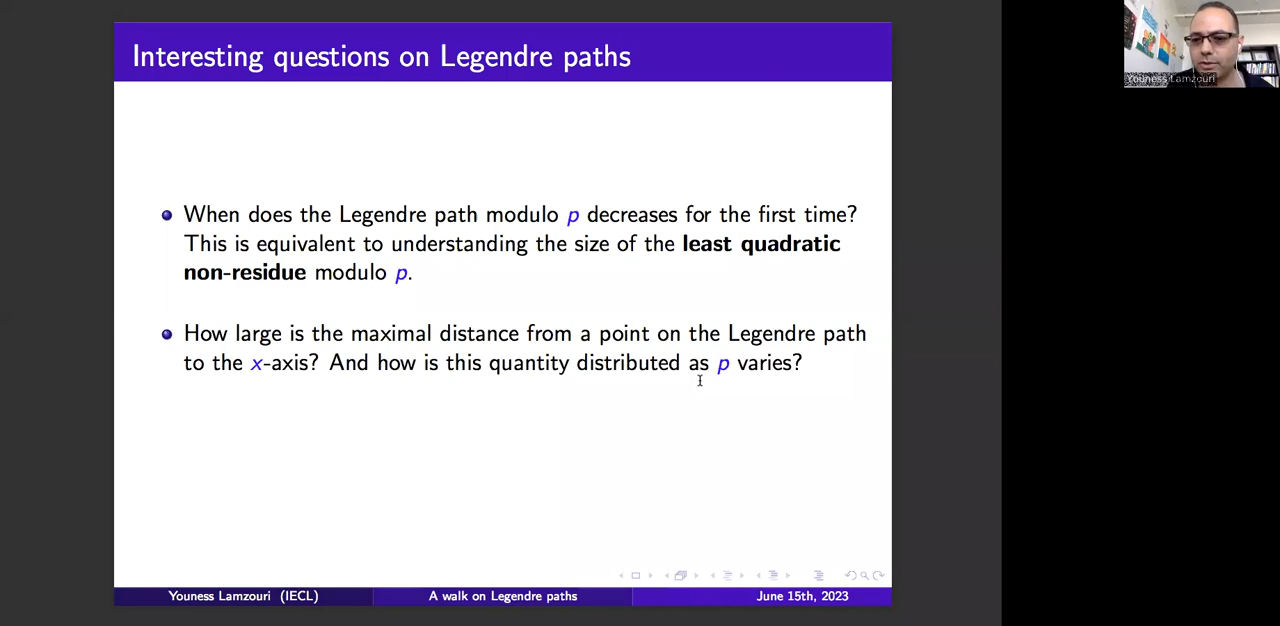 Interesting questions on Legendre paths
Youness Lamzouri
When does the Legendre path modulo p decreases for the first time?
This is equivalent to understanding the size of the least quadratic
non-residue modulo p.
How large is the maximal distance from a point on the Legendre path
to the x-axis? And how is this quantity distributed as p varies?
Youness Lamzouri (IECL)
A walk on Legendre paths
June 15th, 2023